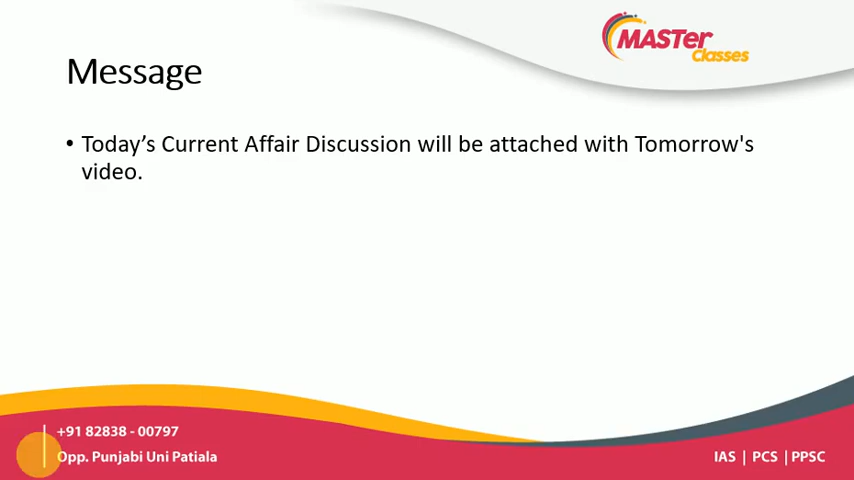 MASTer
Classes
Message
• Today’s Current Affair Discussion will be attached with Tomorrow's
video.
+91 82838 - 00797
Opp. Punjabi Uni Patiala
IAS | PCS | PPSC